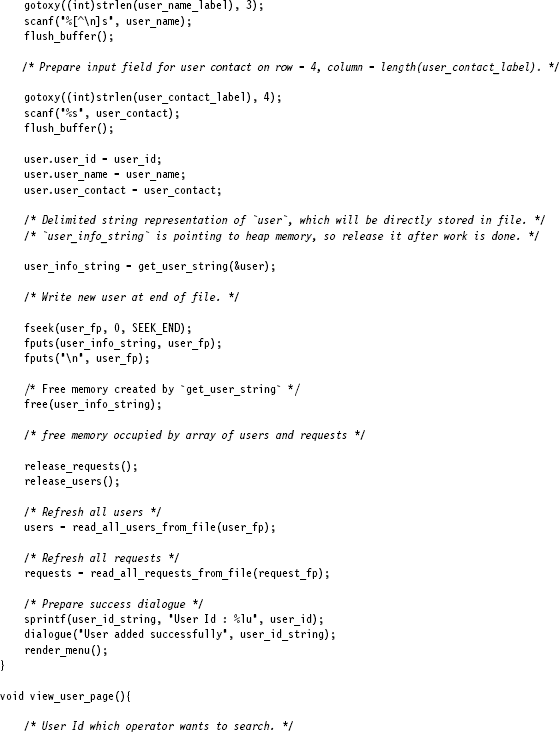 gotoxy((int)strlen(user_name_label), 3);
scanf("%[^\n]s", user_name);
flush_buffer();
/* Prepare input field for user contact on row = 4, column = length(user_contact_label). */
gotoxy((int)strlen(user_contact_label), 4);
scanf("%s", user_contact);
flush_buffer();
user.user_id = user_id;
user.user_name = user_name;
user.user_contact = user_contact;
/* Delimited string representation of `user`, which will be directly stored in file. */
/* `user_info_string` is pointing to heap memory, so release it after work is done. */
user_info_string = get_user_string(&user);
/* Write new user at end of file. */
fseek(user_fp, 0, SEEK_END);
fputs(user_info_string, user_fp);
fputs("\n", user_fp);
/* Free memory created by `get_user_string` */
free(user_info_string);
/* free memory occupied by array of users and requests */
release_requests();
release_users();
/* Refresh all users */
users = read_all_users_from_file(user_fp);
/* Refresh all requests */
requests = read_all_requests_from_file(request_fp);
/* Prepare success dialogue */
sprintf(user_id_string, "User Id : %lu", user_id);
dialogue("User added successfully", user_id_string);
render_menu();
}
void view_user_page(){
/* User Id which operator wants to search. */